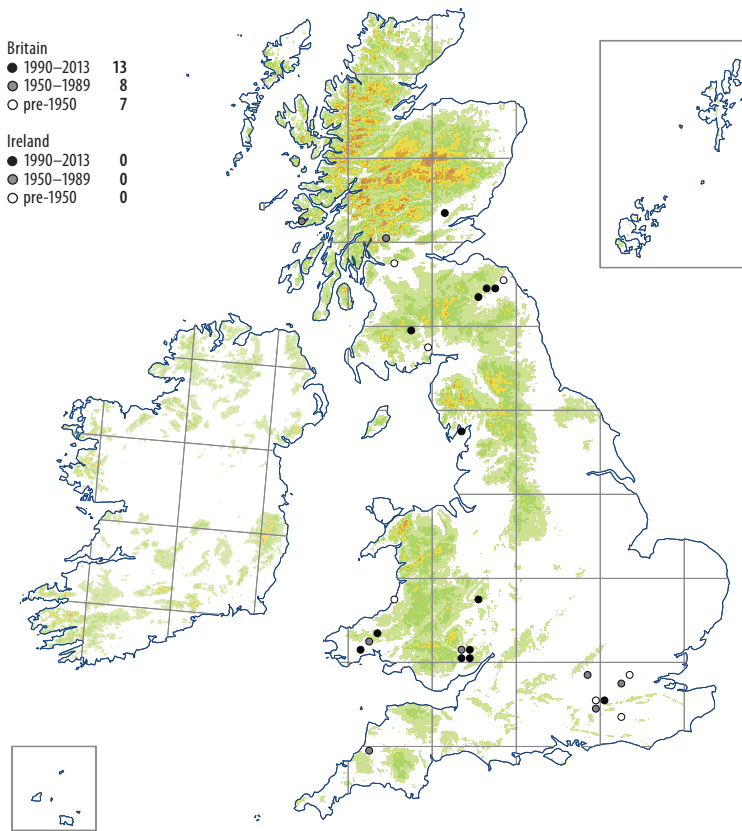 Britain
● 1990–2013 13
● 1950–1989 8
○ pre-1950 7
Ireland
● 1990–2013 0
● 1950–1989 0
○ pre-1950 0